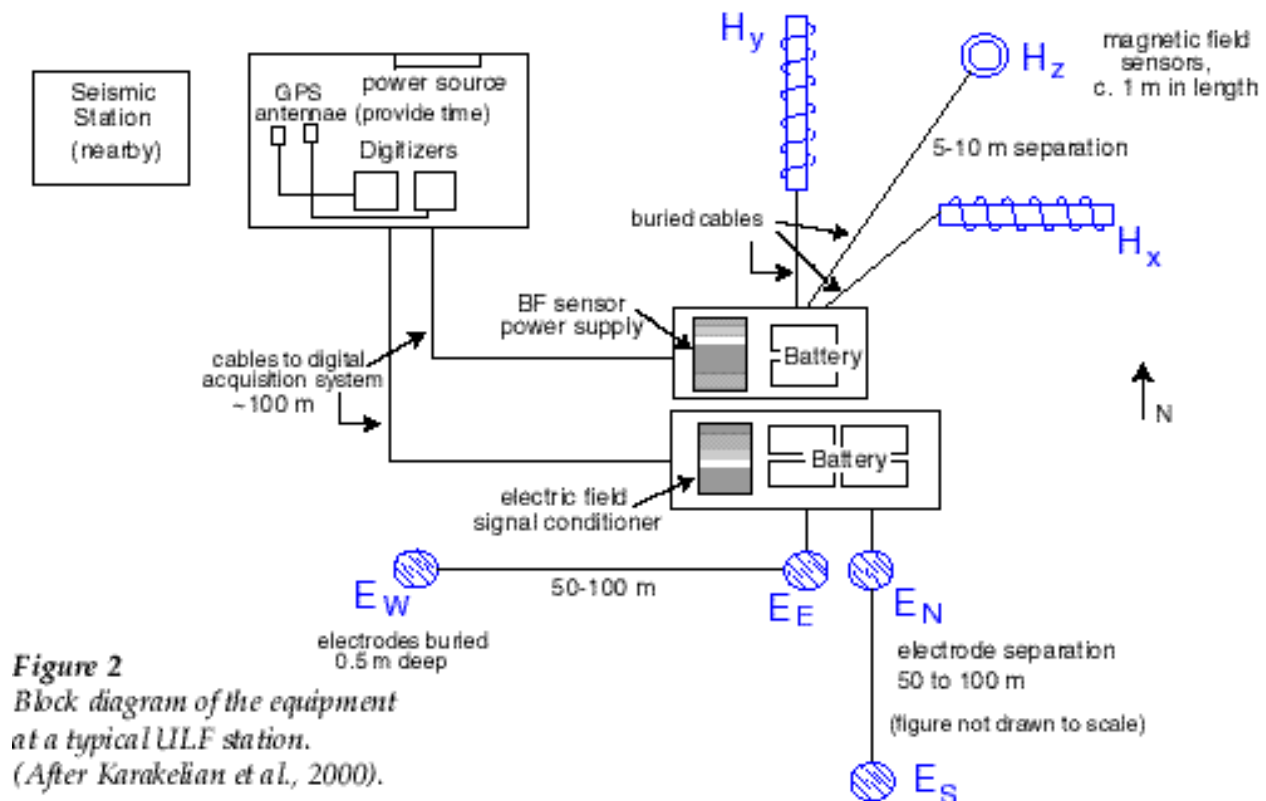 Seismic
Station
(nearby)
power source
GPS
antennae (provide time)
Digitizers
Hy
Hz
magnetic field
sensors,
c. 1 m in length
5-10 m separation
buried cables
Hx
BF sensor
power supply
Battery
cables to digital
acquisition system
~100 m
N
Battery
electric field
signal conditioner
EW
50-100 m
EE
EN
electrodes buried
0.5 m deep
electrode separation
50 to 100 m
(figure not drawn to scale)
ES
Figure 2
Block diagram of the equipment
at a typical ULF station.
(After Karakelian et al., 2000).